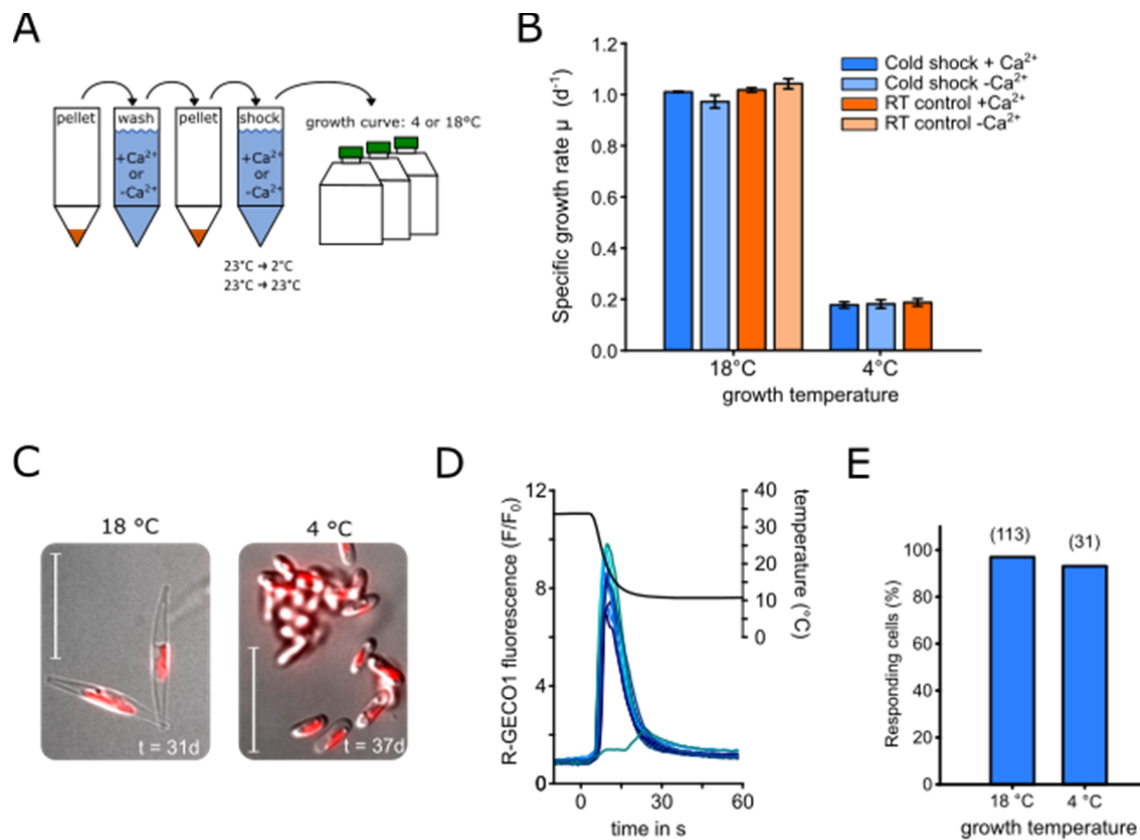 A
pellet
wash
pellet
shock
+Ca²⁺
or
-Ca²⁺
+Ca²⁺
or
-Ca²⁺
growth curve: 4 or 18°C
23°C → 2°C
23°C → 23°C
B
Specific growth rate µ (d⁻¹)
1.2
1.0
0.8
0.6
0.4
0.2
0.0
Cold shock + Ca²⁺
Cold shock -Ca²⁺
RT control +Ca²⁺
RT control -Ca²⁺
18°C
4°C
growth temperature
C
18 °C
4 °C
t = 31d
t = 37d
D
R-GECO1 fluorescence (F/F₀)
12
8
4
0
40
30
20
10
0
temperature (°C)
0
30
60
time in s
E
Responding cells (%)
100
80
60
40
20
0
(113)
(31)
18 °C
4 °C
growth temperature